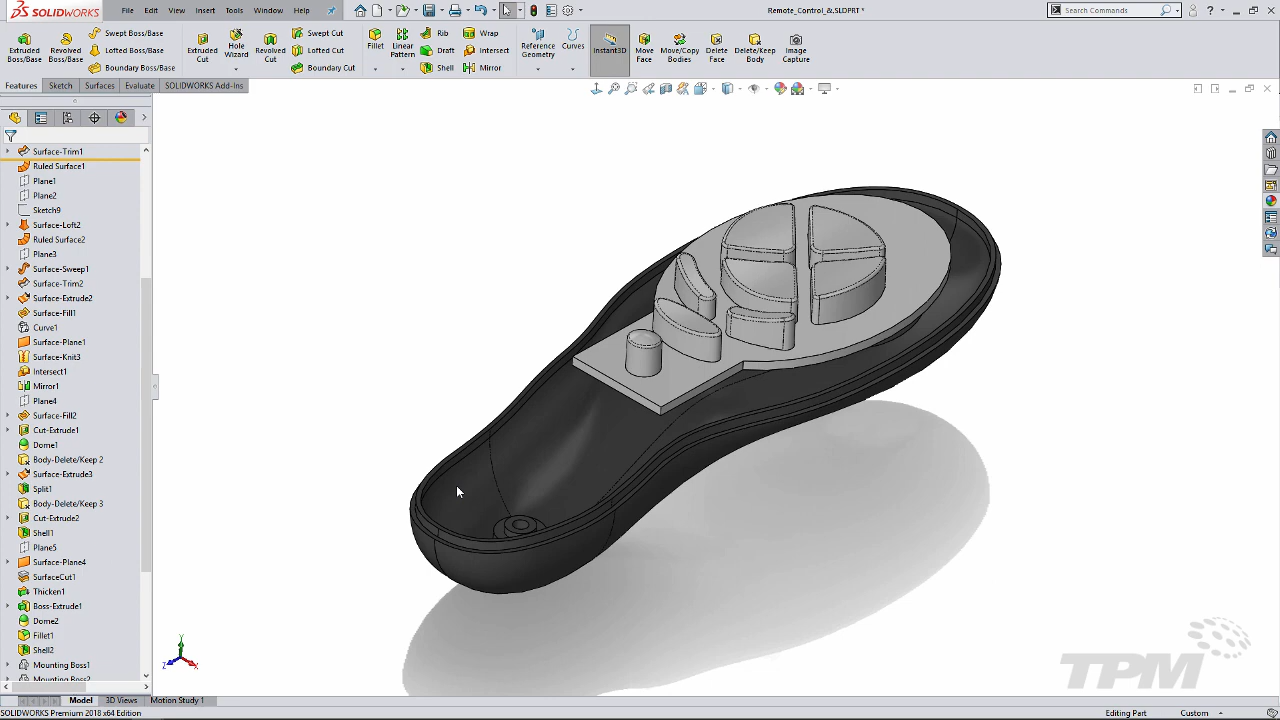 SOLIDWORKS File Edit View Insert Tools Window Help Remote_Control_&.SLDPRT * Search Commands
Extruded Boss/Base Revolved Boss/Base Swept Boss/Base Lofted Boss/Base Boundary Boss/Base Extruded Cut Hole Wizard Revolved Cut Swept Cut Lofted Cut Boundary Cut Fillet Linear Pattern Rib Draft Shell Wrap Intersect Mirror Reference Geometry Curves Instant3D Move Face Move/Copy Bodies Delete Face Delete/Keep Body Image Capture
Features Sketch Surfaces Evaluate SOLIDWORKS Add-Ins
Surface-Trim1
Ruled Surface1
Plane1
Plane2
Sketch9
Surface-Loft2
Ruled Surface2
Plane3
Surface-Sweep1
Surface-Trim2
Surface-Extrude2
Surface-Fill1
Curve1
Surface-Plane1
Surface-Knit3
Intersect1
Mirror1
Plane4
Surface-Fill2
Cut-Extrude1
Dome1
Body-Delete/Keep 2
Surface-Extrude3
Split1
Body-Delete/Keep 3
Cut-Extrude2
Shell1
Plane5
Surface-Plane4
SurfaceCut1
Thicken1
Boss-Extrude1
Dome2
Fillet1
Shell2
Mounting Boss1
Mounting Boss2
Y
Z X
TPM
Model 3D Views Motion Study 1
SOLIDWORKS Premium 2018 x64 Edition Editing Part Custom